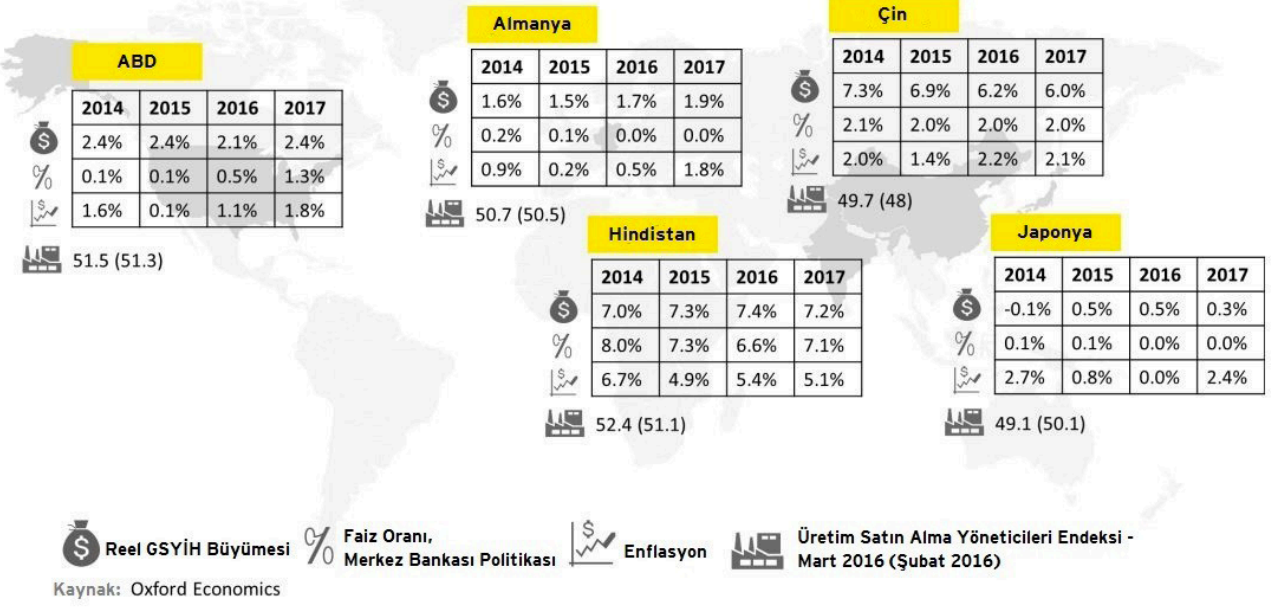 ABD
2014 2015 2016 2017
2.4% 2.4% 2.1% 2.4%
% 0.1% 0.1% 0.5% 1.3%
$ 1.6% 0.1% 1.1% 1.8%
51.5 (51.3)
Almanya
2014 2015 2016 2017
$ 1.6% 1.5% 1.7% 1.9%
% 0.2% 0.1% 0.0% 0.0%
$ 0.9% 0.2% 0.5% 1.8%
50.7 (50.5)
Çin
2014 2015 2016 2017
$ 7.3% 6.9% 6.2% 6.0%
% 2.1% 2.0% 2.0% 2.0%
$ 2.0% 1.4% 2.2% 2.1%
49.7 (48)
Hindistan
2014 2015 2016 2017
$ 7.0% 7.3% 7.4% 7.2%
% 8.0% 7.3% 6.6% 7.1%
$ 6.7% 4.9% 5.4% 5.1%
52.4 (51.1)
Japonya
2014 2015 2016 2017
$ -0.1% 0.5% 0.5% 0.3%
% 0.1% 0.1% 0.0% 0.0%
$ 2.7% 0.8% 0.0% 2.4%
49.1 (50.1)
$ Reel GSYİH Büyümesi
% Faiz Oranı,
Merkez Bankası Politikası
$ Enflasyon
Üretim Satın Alma Yöneticileri Endeksi -
Mart 2016 (Şubat 2016)
Kaynak: Oxford Economics